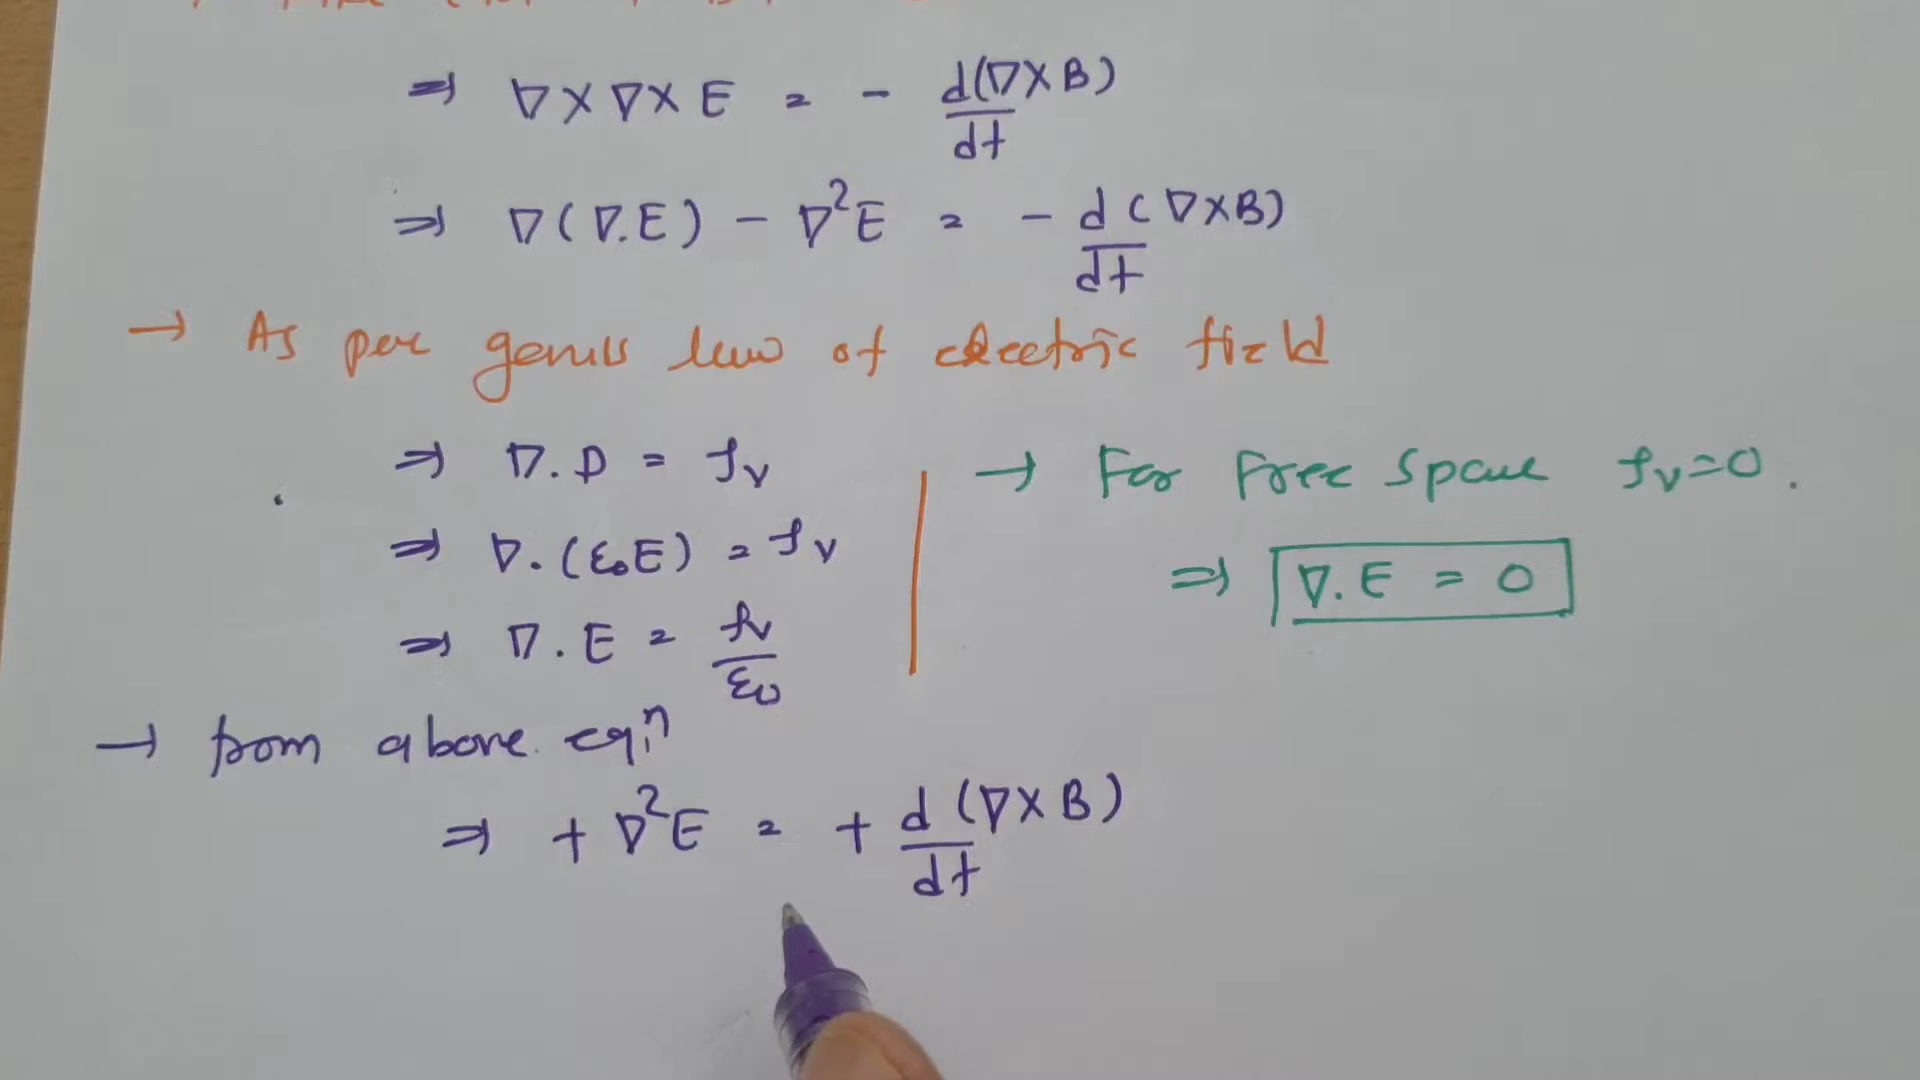 ⇒ ∇×∇×E = - d(∇×B)/dt
⇒ ∇(∇.E) - ∇²E = - d(∇×B)/dt
→ As per gauss law of electric field
⇒ ∇.D = ρv
→ For Free Space ρv=0.
⇒ ∇.(ε0E) = ρv
⇒ ∇.E = 0
⇒ ∇.E = ρv/ε0
→ from above eqn
⇒ +∇²E = + d(∇×B)/dt